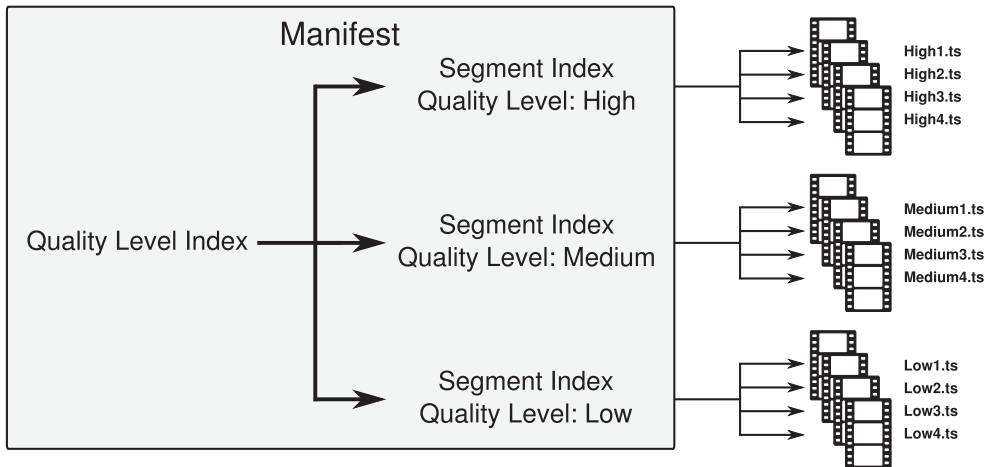 Manifest
Quality Level Index
Segment Index
Quality Level: High
Segment Index
Quality Level: Medium
Segment Index
Quality Level: Low
High1.ts
High2.ts
High3.ts
High4.ts
Medium1.ts
Medium2.ts
Medium3.ts
Medium4.ts
Low1.ts
Low2.ts
Low3.ts
Low4.ts